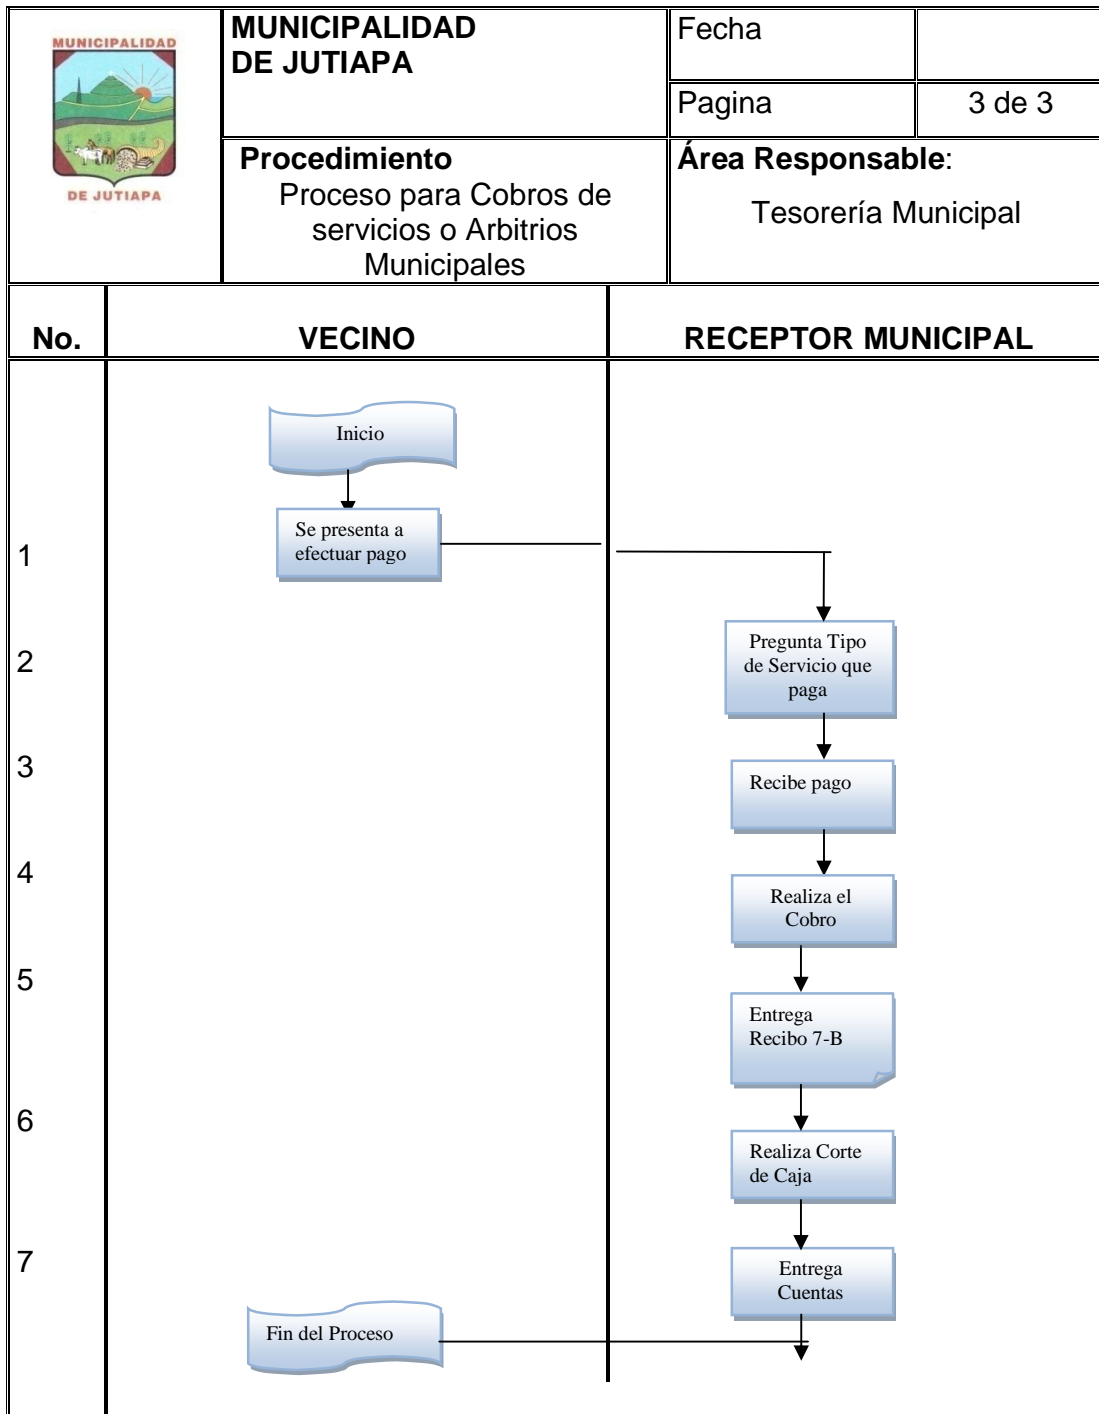 MUNICIPALIDAD
DE JUTIAPA
MUNICIPALIDAD
DE JUTIAPA
Fecha
Pagina
3 de 3
Procedimiento
Proceso para Cobros de
servicios o Arbitrios
Municipales
Área Responsable:
Tesorería Municipal
No.
VECINO
RECEPTOR MUNICIPAL
Inicio
1
Se presenta a
efectuar pago
2
Pregunta Tipo
de Servicio que
paga
3
Recibe pago
4
Realiza el
Cobro
5
Entrega
Recibo 7-B
6
Realiza Corte
de Caja
7
Entrega
Cuentas
Fin del Proceso